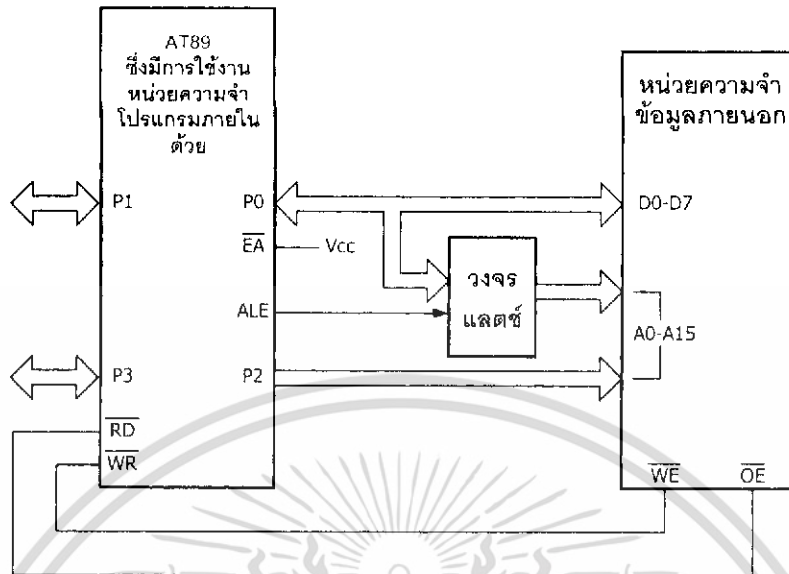 AT89
ซึ่งมีการใช้งาน
หน่วยความจำ
โปรแกรมภายใน
ด้วย
หน่วยความจำ
ข้อมูลภายนอก
P1
P0
D0-D7
EA
Vcc
วงจร
แลตช์
ALE
A0-A15
P3
P2
RD
WR
WE
OE